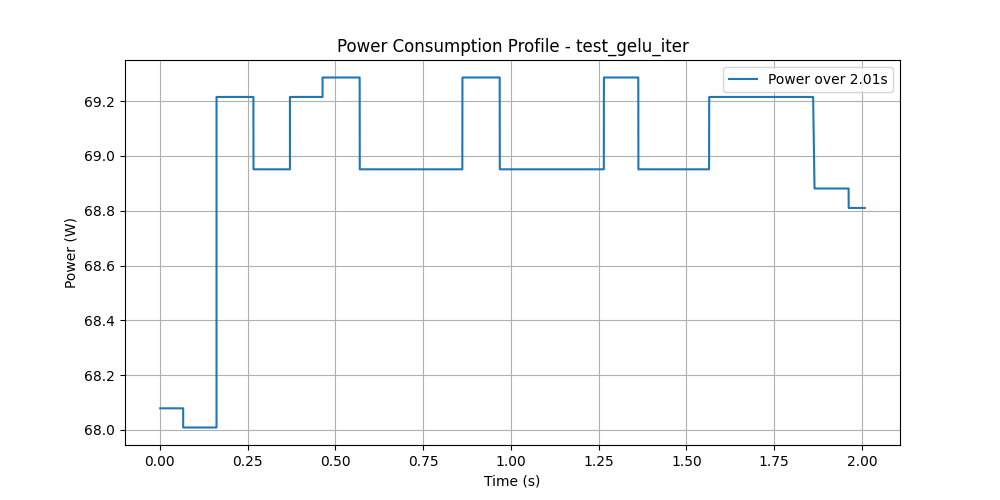 Power Consumption Profile - test_gelu_iter
Power over 2.01s
Power (W)
69.2
69.0
68.8
68.6
68.4
68.2
68.0
0.00 0.25 0.50 0.75 1.00 1.25 1.50 1.75 2.00
Time (s)